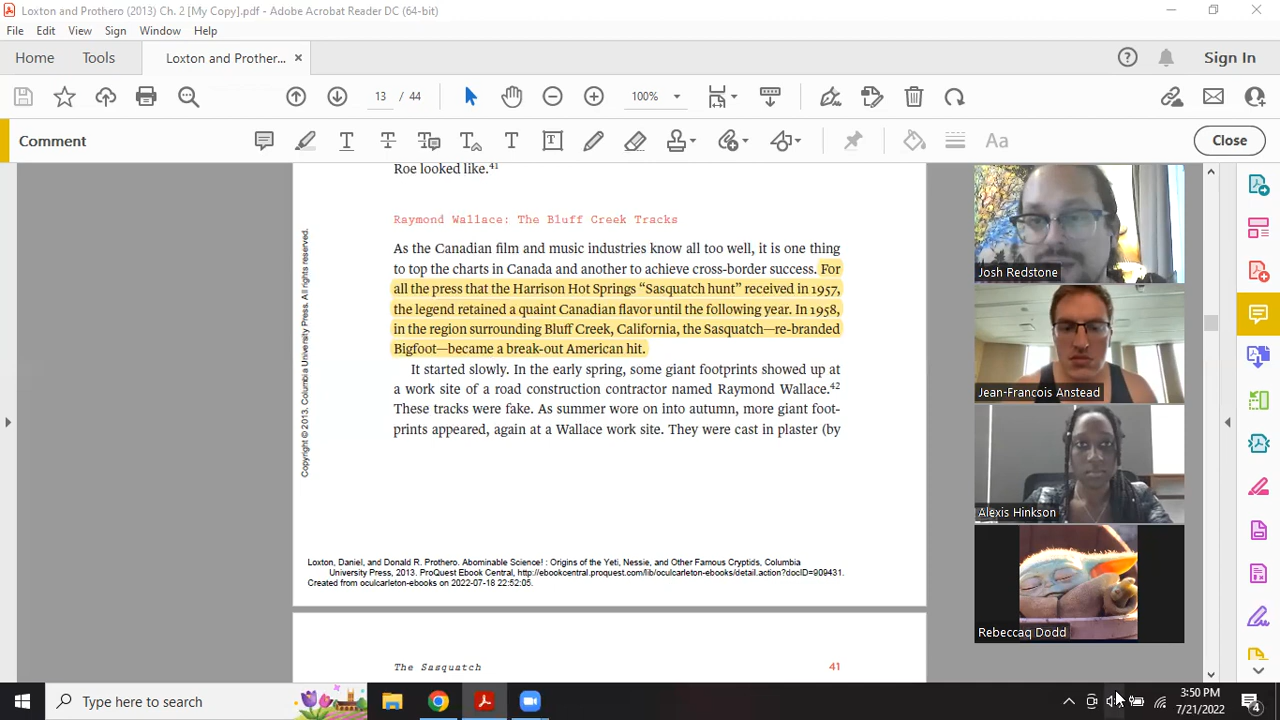 Loxton and Prothero (2013) Ch. 2 [My Copy].pdf - Adobe Acrobat Reader DC (64-bit)
File Edit View Sign Window Help
Home Tools Loxton and Prother... × Sign In
13 / 44 100%
Comment Close
Roe looked like.41
Raymond Wallace: The Bluff Creek Tracks
As the Canadian film and music industries know all too well, it is one thing
to top the charts in Canada and another to achieve cross-border success. For
all the press that the Harrison Hot Springs “Sasquatch hunt” received in 1957,
the legend retained a quaint Canadian flavor until the following year. In 1958,
in the region surrounding Bluff Creek, California, the Sasquatch—re-branded
Bigfoot—became a break-out American hit.
It started slowly. In the early spring, some giant footprints showed up at
a work site of a road construction contractor named Raymond Wallace.42
These tracks were fake. As summer wore on into autumn, more giant foot-
prints appeared, again at a Wallace work site. They were cast in plaster (by
Copyright © 2013. Columbia University Press. All rights reserved.
Loxton, Daniel, and Donald R. Prothero. Abominable Science! : Origins of the Yeti, Nessie, and Other Famous Cryptids, Columbia
University Press, 2013. ProQuest Ebook Central, http://ebookcentral.proquest.com/lib/oculcarleton-ebooks/detail.action?docID=909431.
Created from oculcarleton-ebooks on 2022-07-18 22:52:05.
The Sasquatch 41
Josh Redstone
Jean-Francois Anstead
Alexis Hinkson
Rebeccaq Dodd
Type here to search
3:50 PM
7/21/2022
4